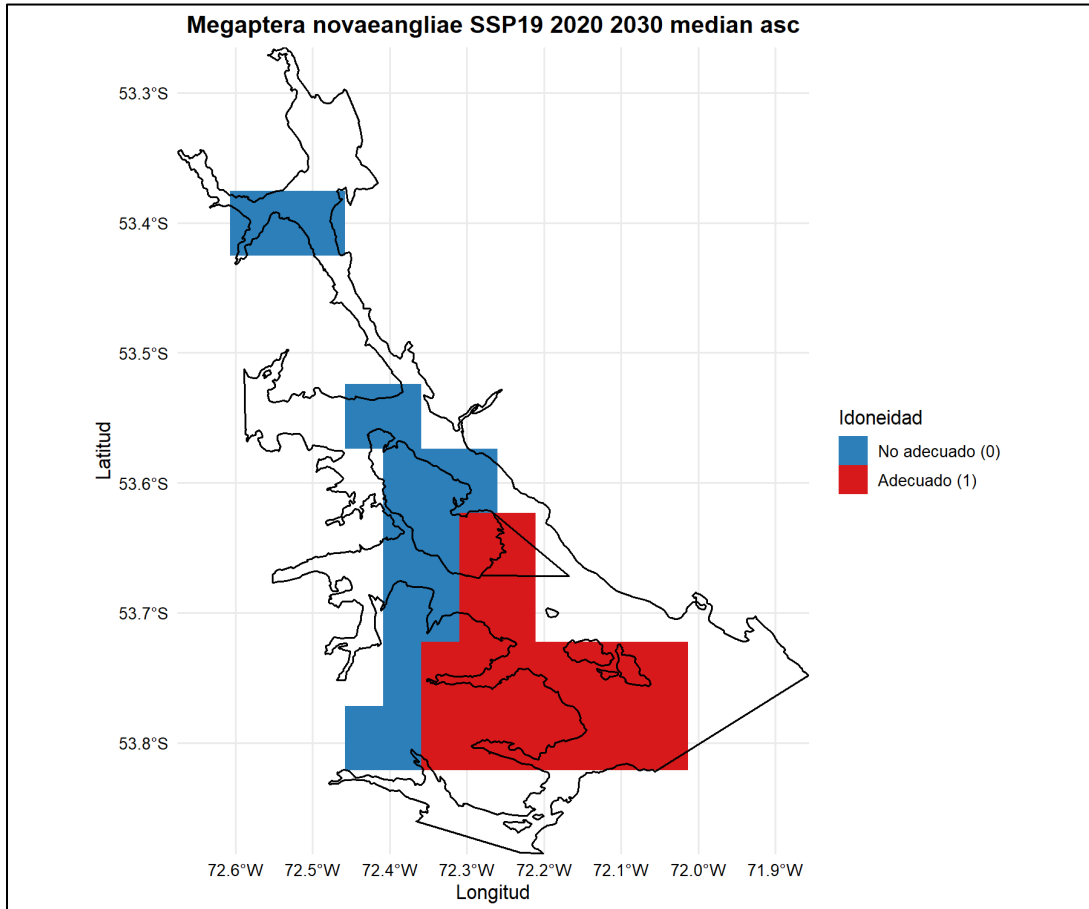 Megaptera novaeangliae SSP19 2020 2030 median asc
53.3°S
53.4°S
53.5°S
53.6°S
53.7°S
53.8°S
Latitud
72.6°W 72.5°W 72.4°W 72.3°W 72.2°W 72.1°W 72.0°W 71.9°W
Longitud
Idoneidad
No adecuado (0)
Adecuado (1)